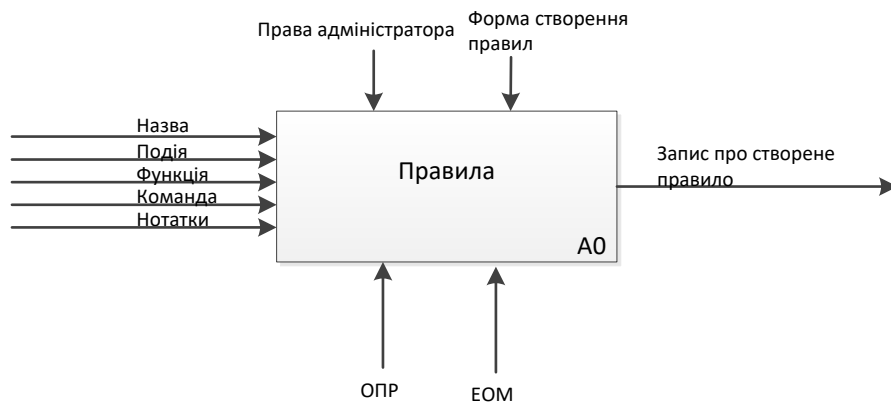 Права адміністратора
Форма створення
правил
Назва
Подія
Функція
Команда
Нотатки
Правила
A0
Запис про створене
правило
ОПР
ЕОМ